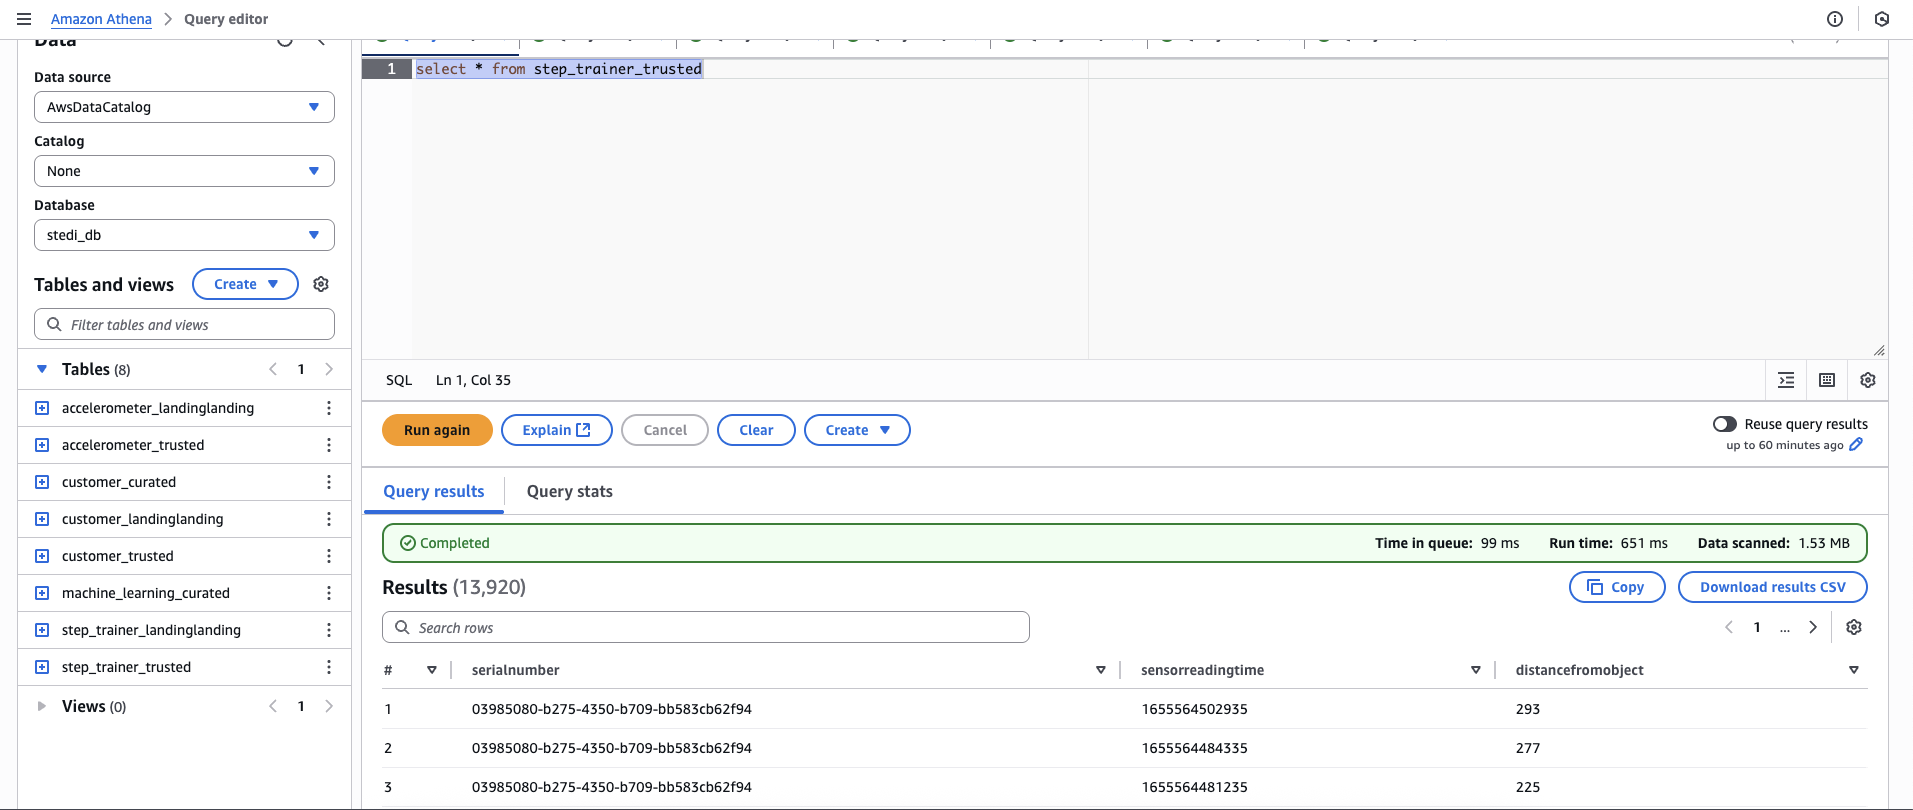 Amazon Athena > Query editor
Data
Data source
AwsDataCatalog
Catalog
None
Database
stedi_db
Tables and views
Create
Filter tables and views
Tables (8)
1
accelerometer_landinglanding
accelerometer_trusted
customer_curated
customer_landinglanding
customer_trusted
machine_learning_curated
step_trainer_landinglanding
step_trainer_trusted
Views (0)
1
1 select * from step_trainer_trusted
SQL Ln 1, Col 35
Run again Explain Cancel Clear Create
Reuse query results
up to 60 minutes ago
Query results Query stats
Completed Time in queue: 99 ms Run time: 651 ms Data scanned: 1.53 MB
Results (13,920) Copy Download results CSV
Search rows 1 ...
# serialnumber sensorreadingtime distancefromobject
1 03985080-b275-4350-b709-bb583cb62f94 1655564502935 293
2 03985080-b275-4350-b709-bb583cb62f94 1655564484335 277
3 03985080-b275-4350-b709-bb583cb62f94 1655564481235 225